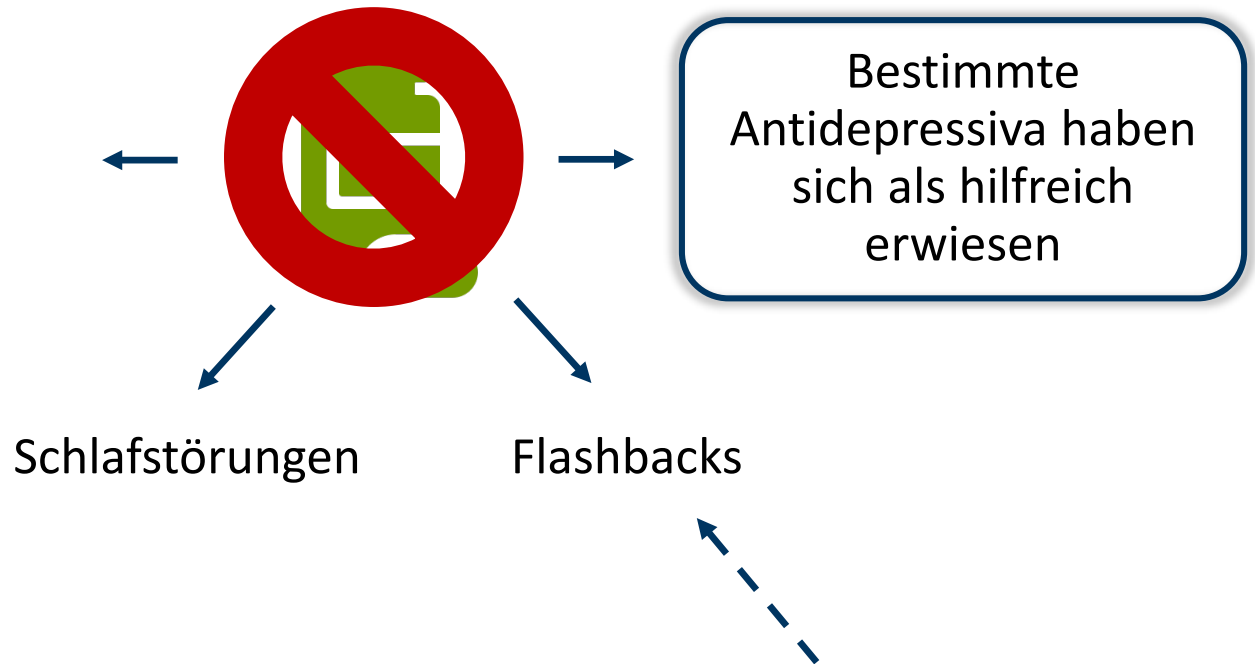 Bestimmte
Antidepressiva haben
sich als hilfreich
erwiesen
Schlafstörungen
Flashbacks